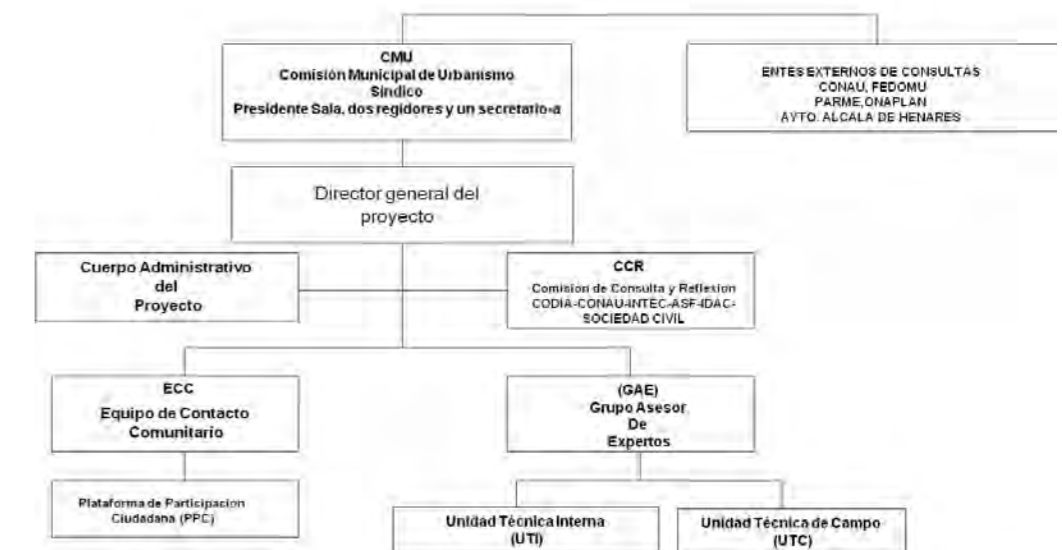 CMU
Comisión Municipal de Urbanismo
Síndico
Presidente Sala, dos regidores y un secretario-a
ENTES EXTERNOS DE CONSULTAS
CONAU, FEDOMU
PARME,ONAPLAN
AYTO. ALCALA DE HENARES
Director general del
proyecto
Cuerpo Administrativo
del
Proyecto
CCR
Comision de Consulta y Reflexion
CODIA-CONAU-INTEC-ASF-IDAC-
SOCIEDAD CIVIL
ECC
Equipo de Contacto
Comunitario
(GAE)
Grupo Asesor
De
Expertos
Plataforma de Participacion
Ciudadana (PPC)
Unidad Técnica Interna
(UTI)
Unidad Técnica de Campo
(UTC)